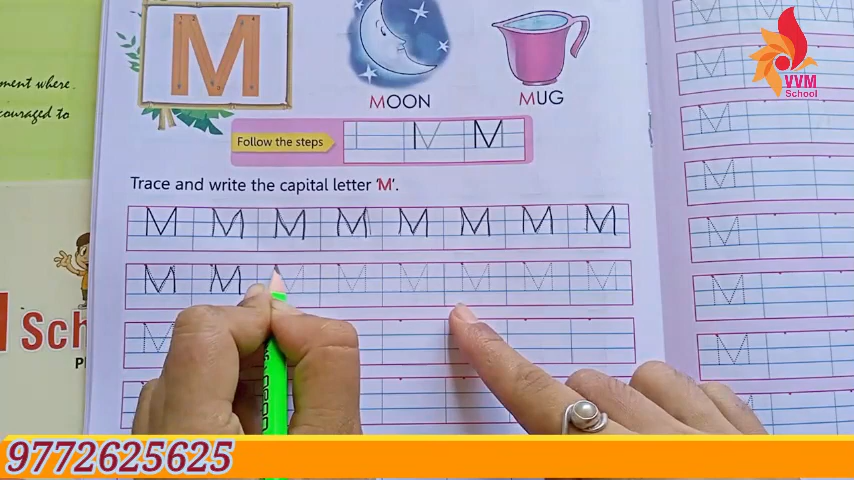 M
MOON
MUG
VVM
School
ment where.
couraged to
Follow the steps
M M
Trace and write the capital letter 'M'.
M M M M M M M M
M M M M M M M M
M
Sch
P
M
M
M
M
M
M
9772625625